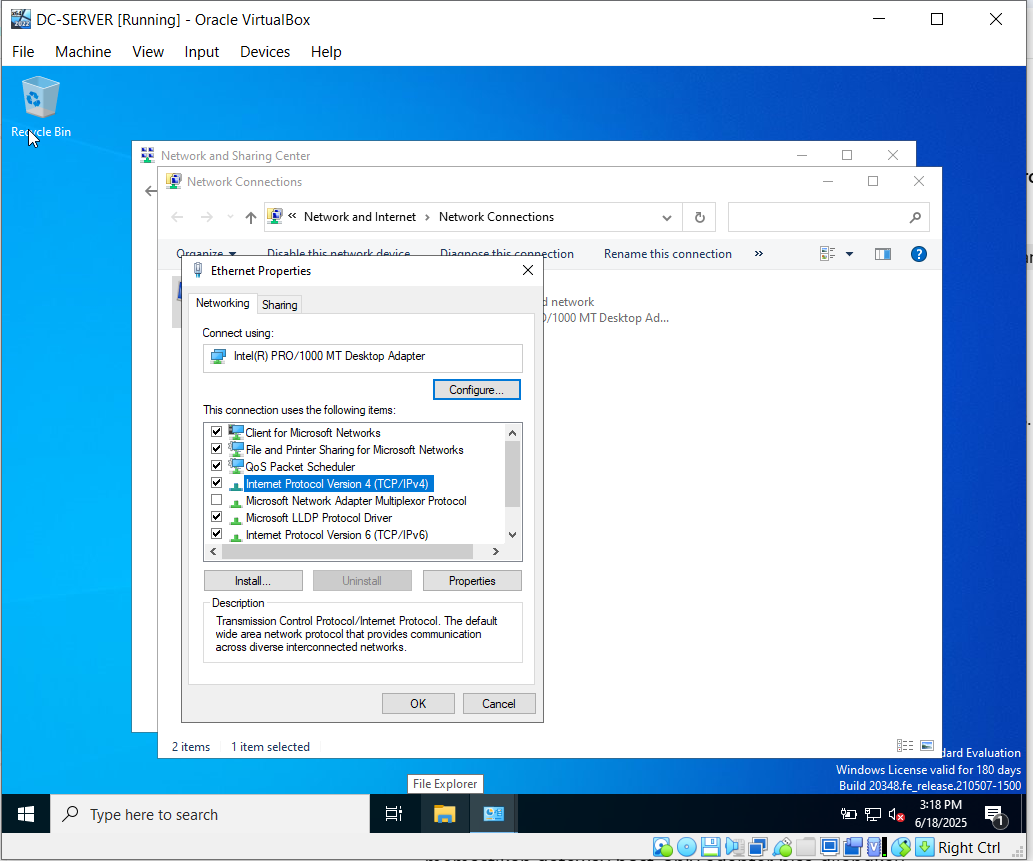 DC-SERVER [Running] - Oracle VirtualBox
File Machine View Input Devices Help
Recycle Bin
Network and Sharing Center
Network Connections
« Network and Internet › Network Connections
Organize Disable this network device Diagnose this connection Rename this connection »
Ethernet Properties
d network
0/1000 MT Desktop Ad...
Networking Sharing
Connect using:
Intel(R) PRO/1000 MT Desktop Adapter
Configure...
This connection uses the following items:
Client for Microsoft Networks
File and Printer Sharing for Microsoft Networks
QoS Packet Scheduler
Internet Protocol Version 4 (TCP/IPv4)
Microsoft Network Adapter Multiplexor Protocol
Microsoft LLDP Protocol Driver
Internet Protocol Version 6 (TCP/IPv6)
Install... Uninstall Properties
Description
Transmission Control Protocol/Internet Protocol. The default
wide area network protocol that provides communication
across diverse interconnected networks.
OK Cancel
2 items 1 item selected
dard Evaluation
Windows License valid for 180 days
Build 20348.fe_release.210507-1500
File Explorer
Type here to search
3:18 PM
6/18/2025
1
Right Ctrl